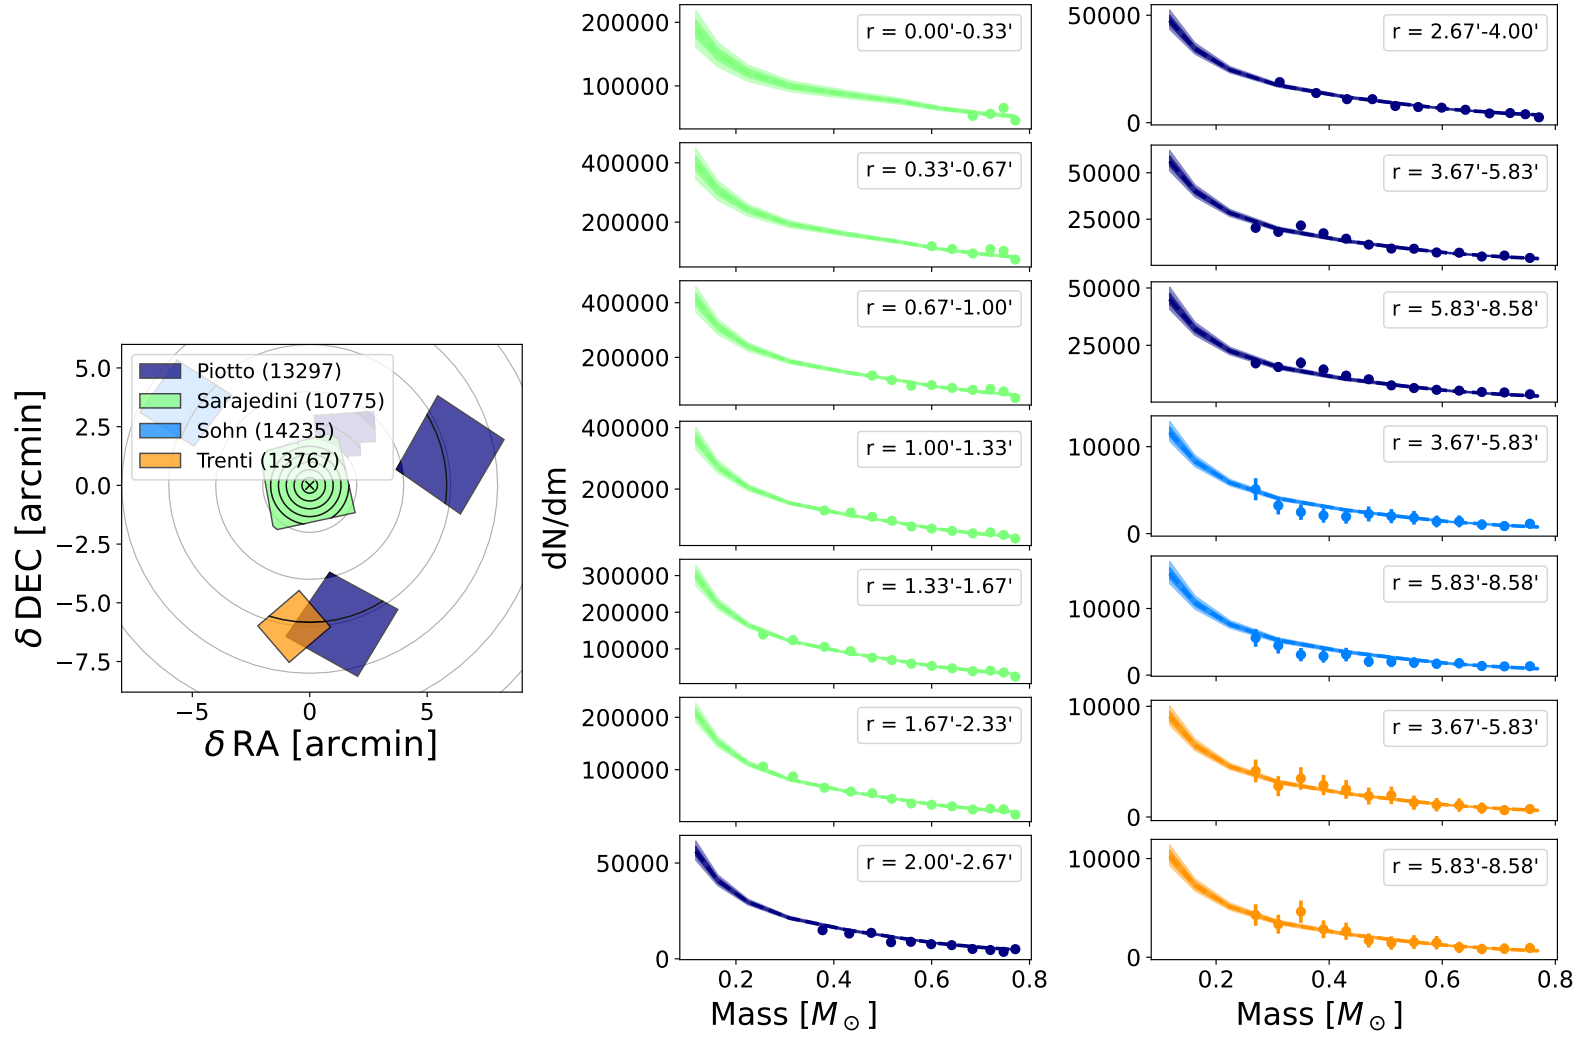 5.0
2.5
0.0
−2.5
−5.0
−7.5
−5
0
5
δ RA [arcmin]
δ DEC [arcmin]
Piotto (13297)
Sarajedini (10775)
Sohn (14235)
Trenti (13767)
dN/dm
200000
100000
r = 0.00'-0.33'
400000
200000
r = 0.33'-0.67'
400000
200000
r = 0.67'-1.00'
400000
200000
r = 1.00'-1.33'
300000
200000
100000
r = 1.33'-1.67'
200000
100000
r = 1.67'-2.33'
50000
0
r = 2.00'-2.67'
0.2
0.4
0.6
0.8
Mass [M⊙]
50000
0
r = 2.67'-4.00'
50000
25000
r = 3.67'-5.83'
50000
25000
r = 5.83'-8.58'
10000
0
r = 3.67'-5.83'
10000
0
r = 5.83'-8.58'
10000
0
r = 3.67'-5.83'
10000
0
r = 5.83'-8.58'
0.2
0.4
0.6
0.8
Mass [M⊙]